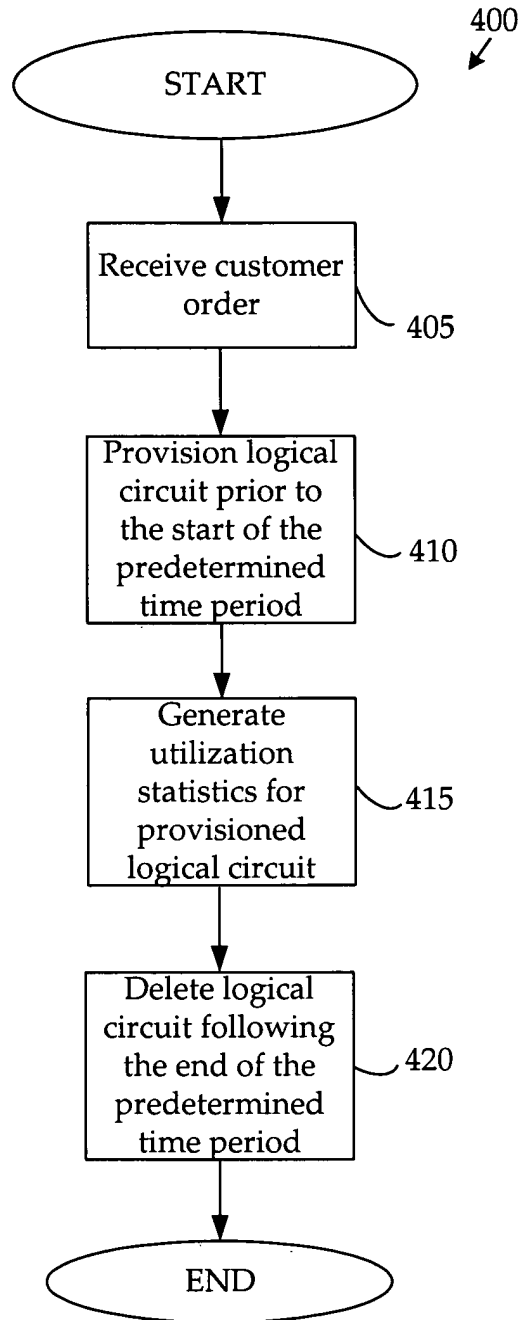 400
START
Receive customer
order
405
Provision logical
circuit prior to
the start of the
predetermined
time period
410
Generate
utilization
statistics for
provisioned
logical circuit
415
Delete logical
circuit following
the end of the
predetermined
time period
420
END